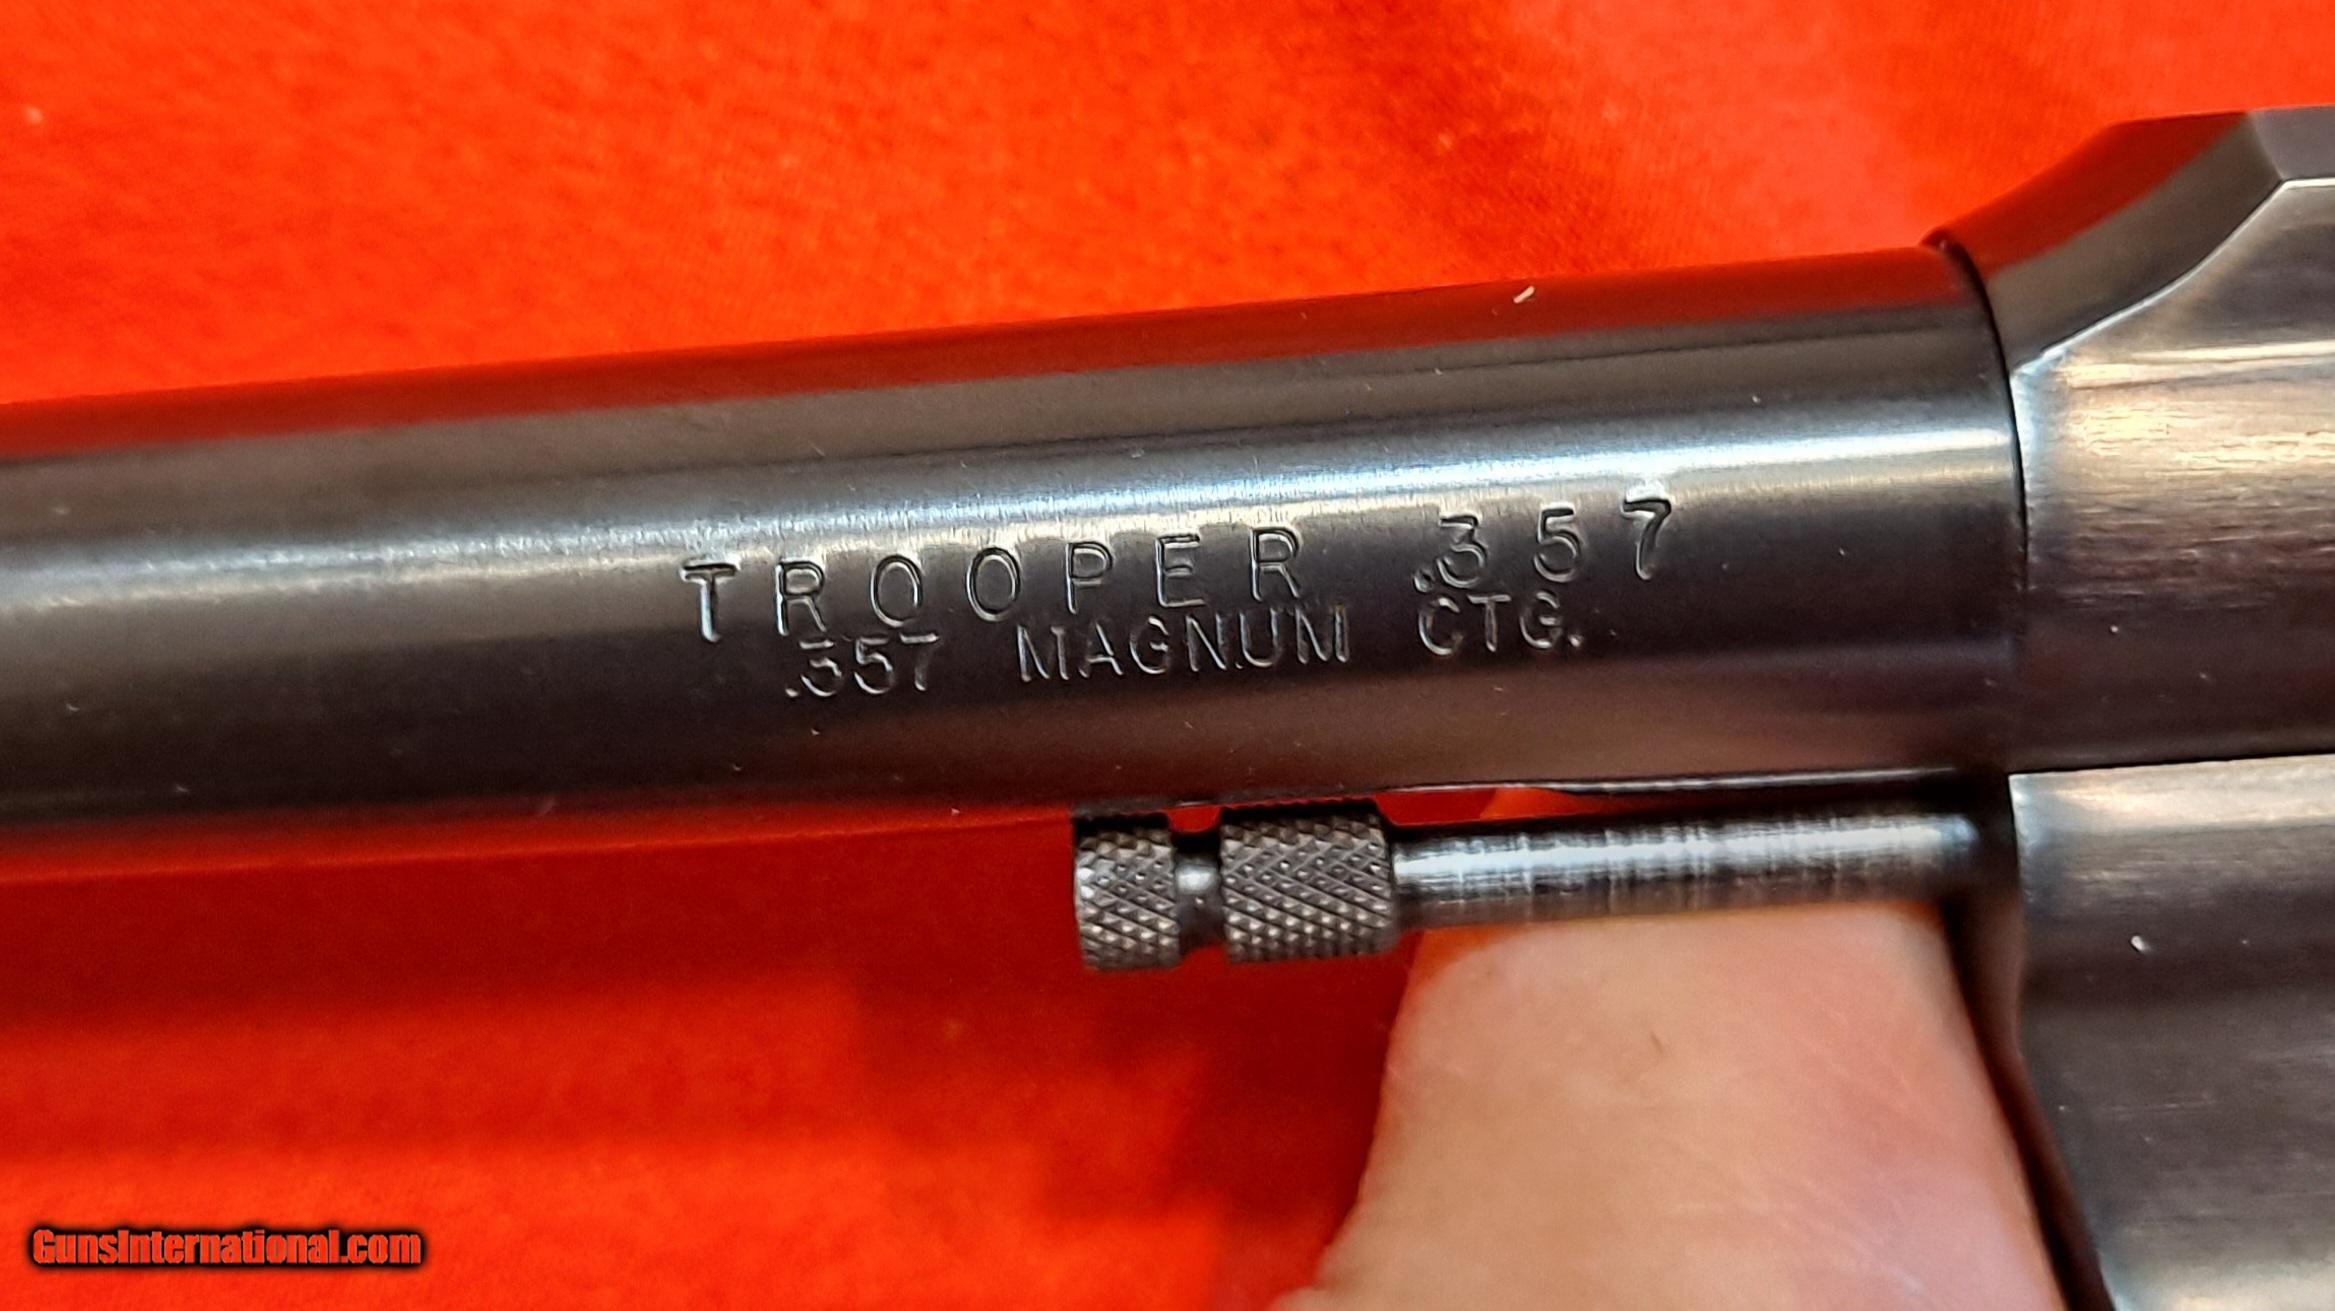 TROOPER .357
.357 MAGNUM CTG.
GunsInternational.com